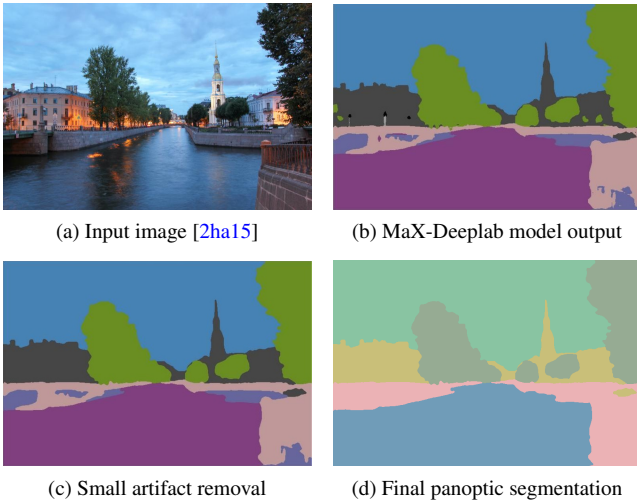 (a) Input image [2ha15]
(b) MaX-Deeplab model output
(c) Small artifact removal
(d) Final panoptic segmentation